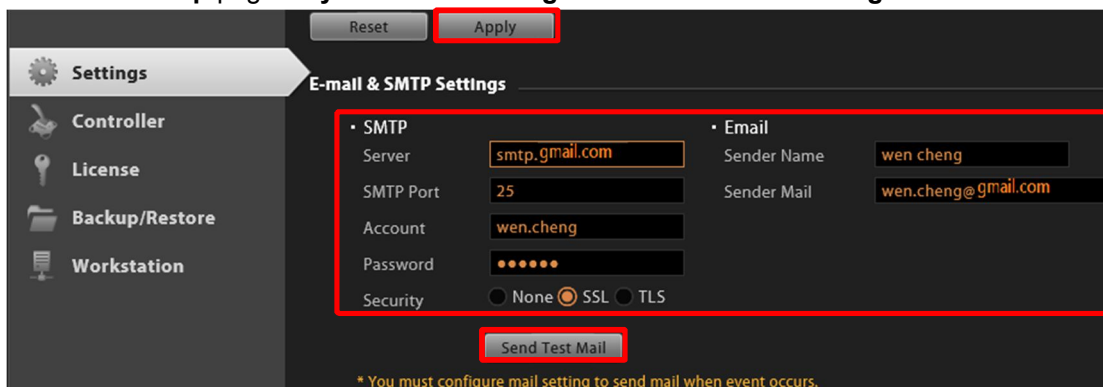 Reset Apply
Settings
E-mail & SMTP Settings
Controller
• SMTP • Email
Server smtp.gmail.com Sender Name wen cheng
License
SMTP Port 25 Sender Mail wen.cheng@gmail.com
Backup/Restore
Account wen.cheng
Workstation
Password ●●●●●●
Security None SSL TLS
Send Test Mail
* You must configure mail setting to send mail when event occurs.